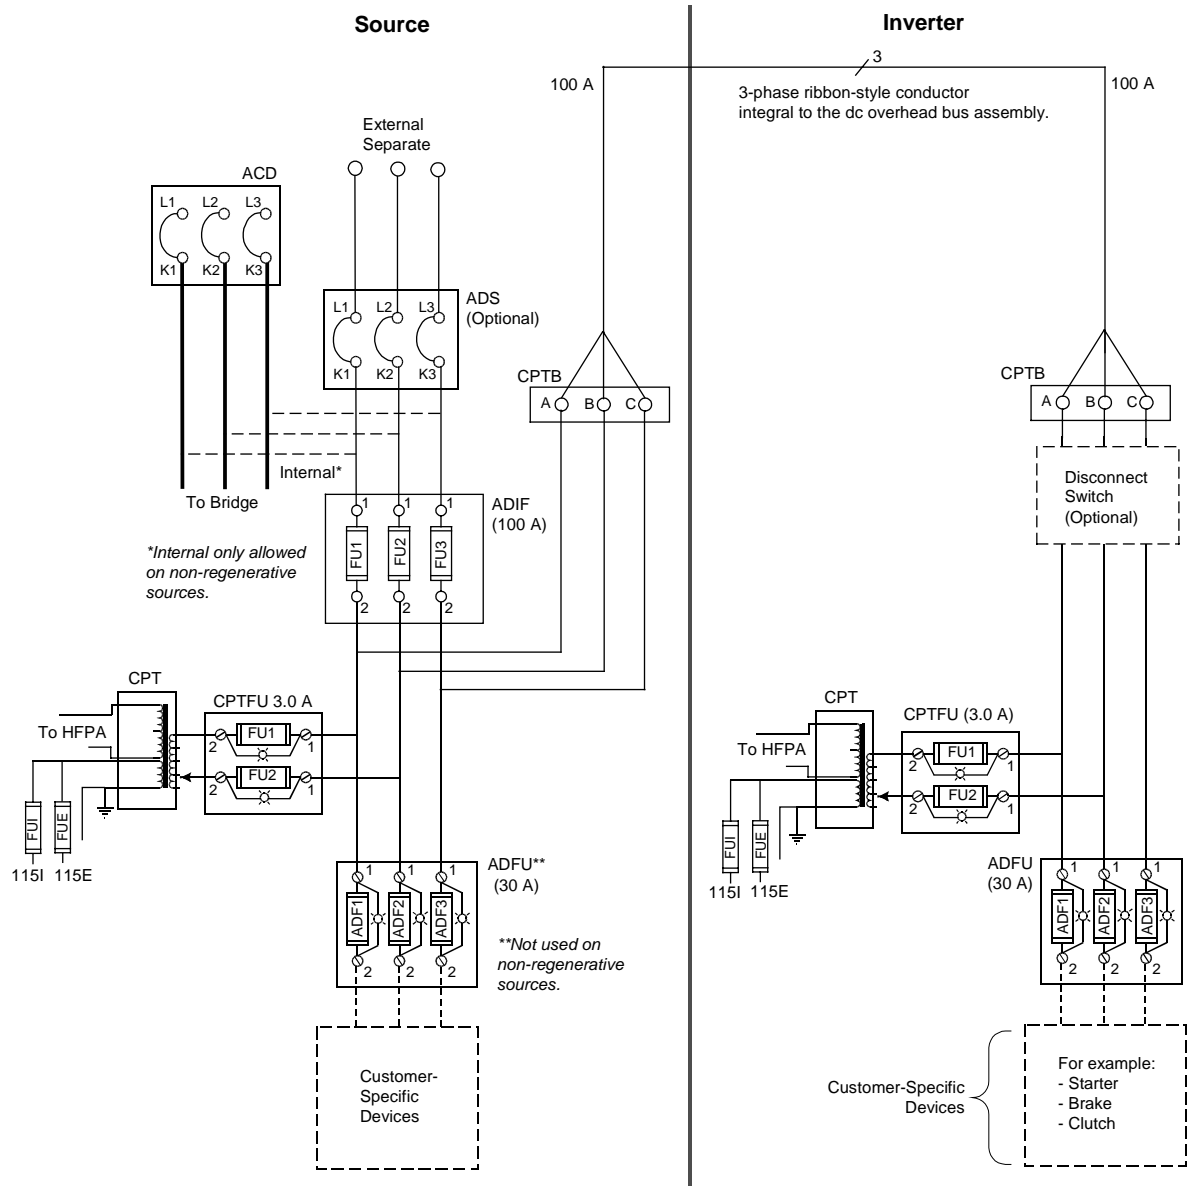 Source
Inverter
3
100 A
100 A
3-phase ribbon-style conductor
integral to the dc overhead bus assembly.
External
Separate
ACD
L1 L2 L3
K1 K2 K3
ADS
(Optional)
L1 L2 L3
K1 K2 K3
CPTB
A B C
CPTB
A B C
Internal*
To Bridge
Disconnect
Switch
(Optional)
ADIF
(100 A)
1 1 1
FU1 FU2 FU3
2 2 2
*Internal only allowed
on non-regenerative
sources.
CPT
CPTFU 3.0 A
To HFPA
FU1
2 1
FU2
2 1
FUI FUE
115I 115E
CPT
CPTFU (3.0 A)
To HFPA
FU1
2 1
FU2
2 1
FUI FUE
115I 115E
ADFU**
(30 A)
1 1 1
ADF1 ADF2 ADF3
2 2 2
**Not used on
non-regenerative
sources.
ADFU
(30 A)
1 1 1
ADF1 ADF2 ADF3
2 2 2
Customer-
Specific
Devices
Customer-Specific
Devices
For example:
- Starter
- Brake
- Clutch